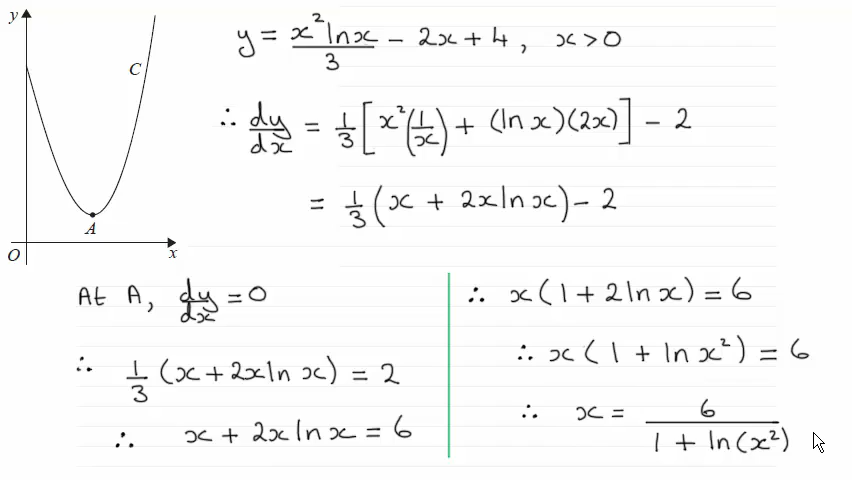 y
C
A
O
x
y = x² ln x / 3 − 2x + 4, x > 0
∴ dy/dx = 1/3 [ x² (1/x) + (ln x)(2x) ] − 2
= 1/3 (x + 2x ln x) − 2
At A, dy/dx = 0
∴ 1/3 (x + 2x ln x) = 2
∴ x + 2x ln x = 6
∴ x (1 + 2 ln x) = 6
∴ x (1 + ln x²) = 6
∴ x = 6 / 1 + ln(x²)